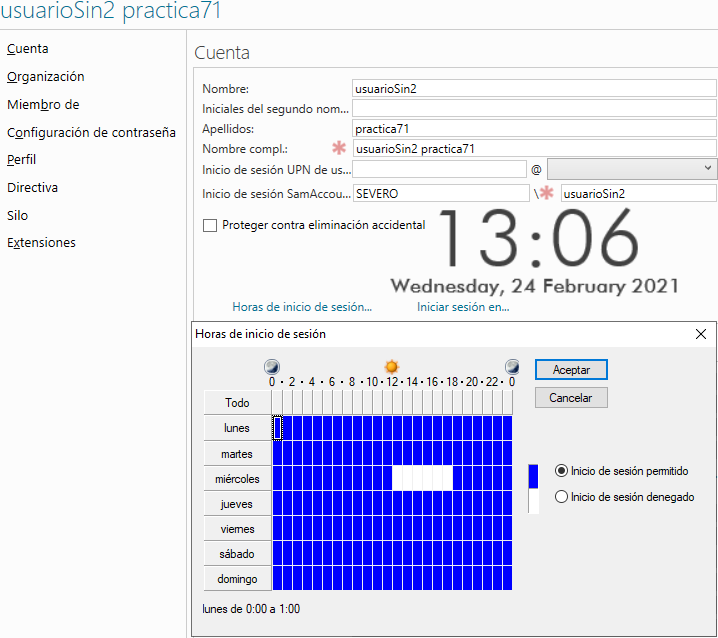 usuarioSin2 practica71
Cuenta
Organización
Miembro de
Configuración de contraseña
Perfil
Directiva
Silo
Extensiones
Cuenta
Nombre: usuarioSin2
Iniciales del segundo nom...
Apellidos: practica71
Nombre compl.: * usuarioSin2 practica71
Inicio de sesión UPN de us... @
Inicio de sesión SamAccou... SEVERO \* usuarioSin2
Proteger contra eliminación accidental
13:06
Wednesday, 24 February 2021
Horas de inicio de sesión... Iniciar sesión en...
Horas de inicio de sesión
0 · 2 · 4 · 6 · 8 · 10 · 12 · 14 · 16 · 18 · 20 · 22 · 0
Todo
lunes
martes
miércoles
jueves
viernes
sábado
domingo
Aceptar
Cancelar
Inicio de sesión permitido
Inicio de sesión denegado
lunes de 0:00 a 1:00